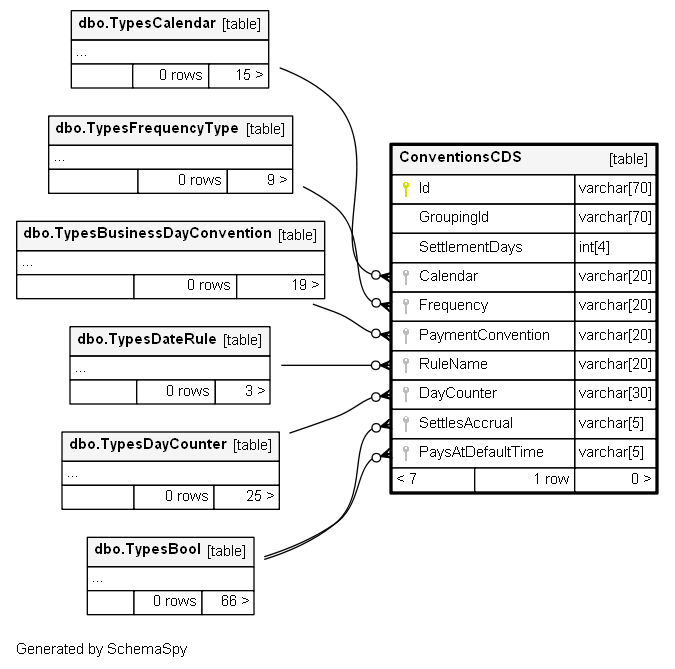 dbo.TypesCalendar [table]
...
0 rows 15 >
dbo.TypesFrequencyType [table]
...
0 rows 9 >
dbo.TypesBusinessDayConvention [table]
...
0 rows 19 >
dbo.TypesDateRule [table]
...
0 rows 3 >
dbo.TypesDayCounter [table]
...
0 rows 25 >
dbo.TypesBool [table]
...
0 rows 66 >
ConventionsCDS [table]
Id varchar[70]
GroupingId varchar[70]
SettlementDays int[4]
Calendar varchar[20]
Frequency varchar[20]
PaymentConvention varchar[20]
RuleName varchar[20]
DayCounter varchar[30]
SettlesAccrual varchar[5]
PaysAtDefaultTime varchar[5]
< 7 1 row 0 >
Generated by SchemaSpy